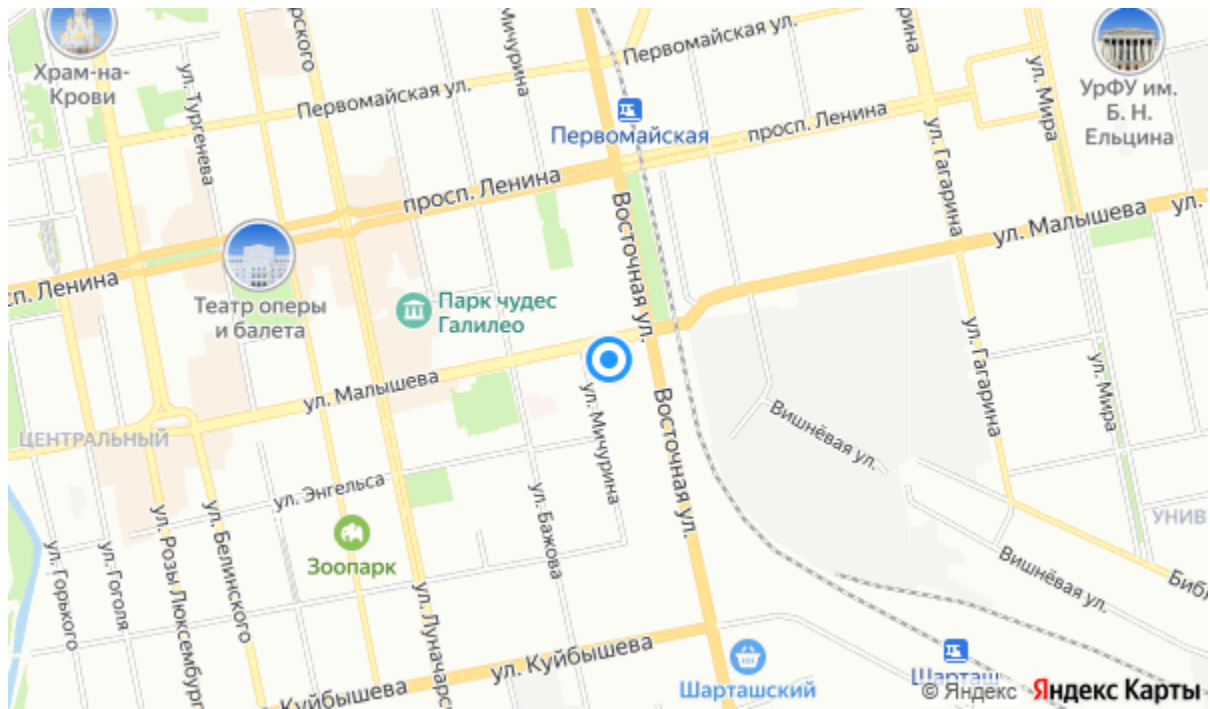 Храм-на-
Крови
ул. Тургенева
Мичурина
Первомайская ул.
Первомайская ул.
Первомайская
просп. Ленина
просп. Ленина
ул. Гагарина
ул. Мира
УрФУ им.
Б. Н.
Ельцина
Театр оперы
и балета
Парк чудес
Галилео
Восточная ул.
ул. Малышева
ул.
ул. Малышева
ЦЕНТРАЛЬНЫЙ
ул. Мичурина
Восточная ул.
Вишнёвая ул.
ул. Гагарина
ул. Мира
ул. Энгельса
ул. Бажова
Зоопарк
ул. Горького
ул. Гоголя
ул. Розы Люксембург
ул. Белинского
ул. Луначарс
ул. Куйбышева
Куйбышева
Вишнёвая ул.
УНИВ
Шарташский
Шарташ
© Яндекс
Яндекс Карты